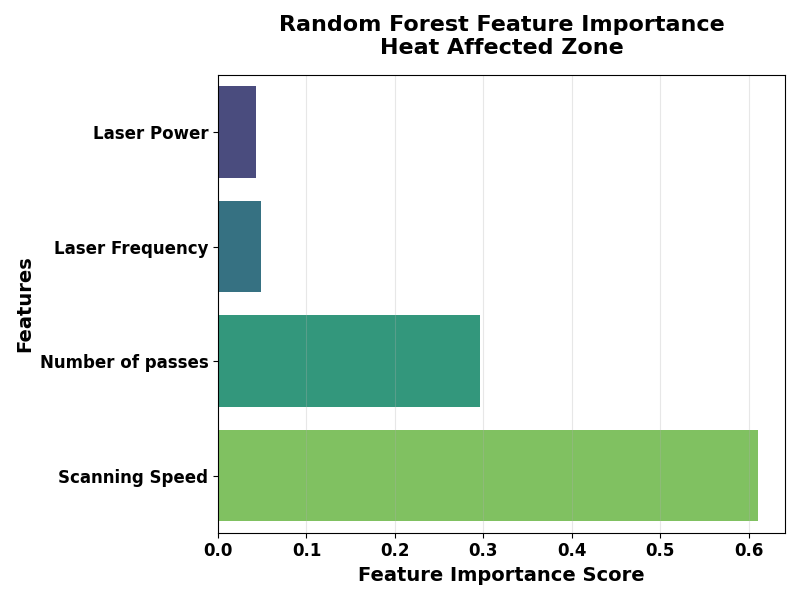 Random Forest Feature Importance
Heat Affected Zone
Features
Laser Power
Laser Frequency
Number of passes
Scanning Speed
0.0 0.1 0.2 0.3 0.4 0.5 0.6
Feature Importance Score